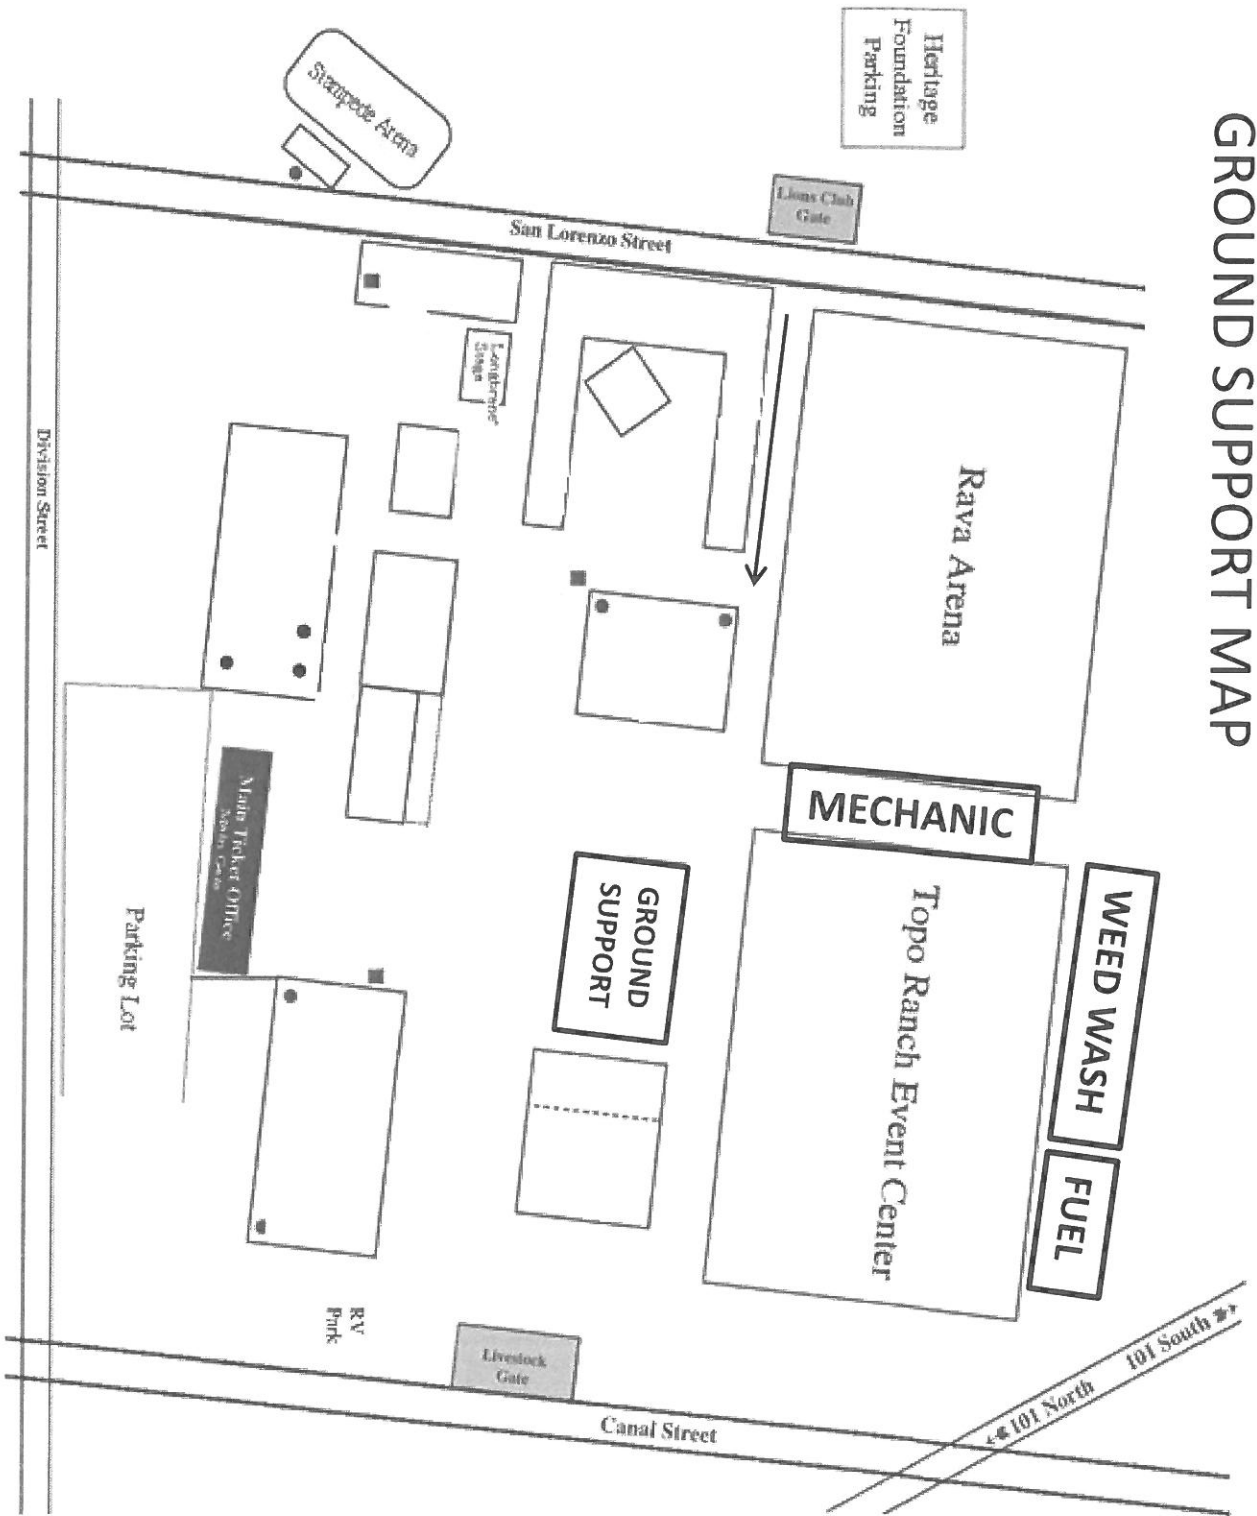 GROUND SUPPORT MAP
Heritage
Foundation
Parking
Stampede Arena
Lions Club
Gate
San Lorenzo Street
Longbranch
Stage
Rava Arena
Division Street
MECHANIC
Main Ticket Office
GROUND
SUPPORT
Topo Ranch Event Center
WEED WASH
FUEL
Parking Lot
RV
Park
Livestock
Gate
Canal Street
101 South
101 North